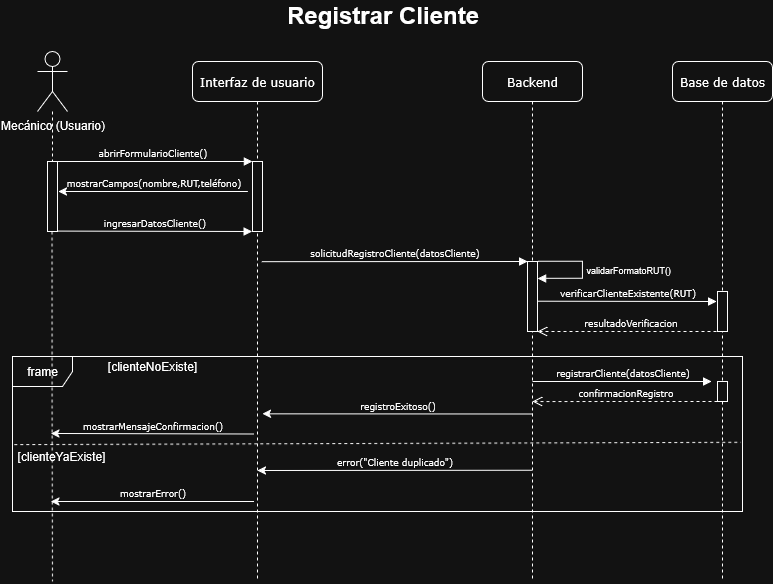 Registrar Cliente
Interfaz de usuario
Backend
Base de datos
Mecánico (Usuario)
abrirFormularioCliente()
mostrarCampos(nombre,RUT,teléfono)
ingresarDatosCliente()
solicitudRegistroCliente(datosCliente)
validarFormatoRUT()
verificarClienteExistente(RUT)
resultadoVerificacion
frame
[clienteNoExiste]
registrarCliente(datosCliente)
confirmacionRegistro
registroExitoso()
mostrarMensajeConfirmacion()
[clienteYaExiste]
error("Cliente duplicado")
mostrarError()